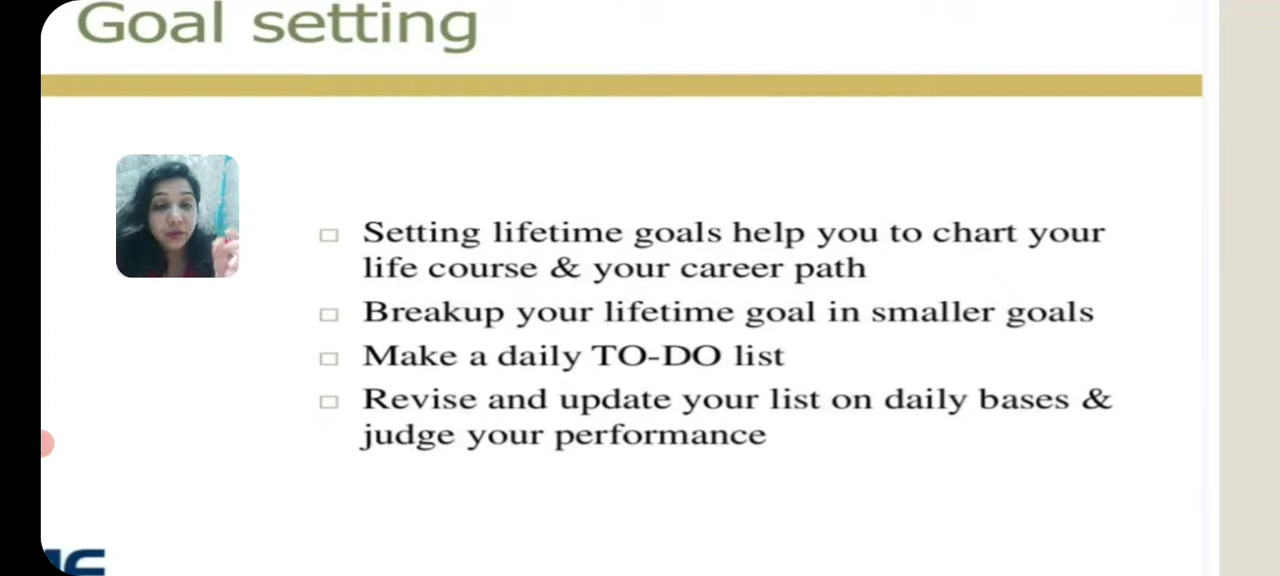 Goal setting
Setting lifetime goals help you to chart your
life course & your career path
Breakup your lifetime goal in smaller goals
Make a daily TO-DO list
Revise and update your list on daily bases &
judge your performance